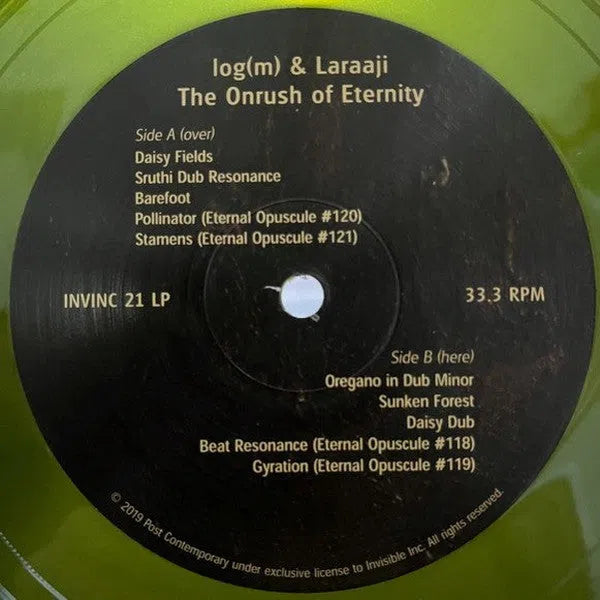 log(m) & Laraaji
The Onrush of Eternity
Side A (over)
Daisy Fields
Sruthi Dub Resonance
Barefoot
Pollinator (Eternal Opuscule #120)
Stamens (Eternal Opuscule #121)
INVINC 21 LP
33.3 RPM
Side B (here)
Oregano in Dub Minor
Sunken Forest
Daisy Dub
Beat Resonance (Eternal Opuscule #118)
Gyration (Eternal Opuscule #119)
© 2019 Post Contemporary under exclusive license to Invisible Inc. All rights reserved.